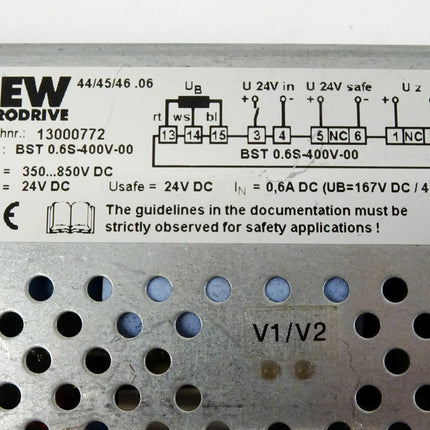 EW
RODRIVE
44/45/46 .06
U B
U 24V in
U 24V safe
U z
+ - + - +
rt ws bl
13 14 15 3 4 5 NC 6 1 NC
BST 0.6S-400V-00
hnr.: 13000772
: BST 0.6S-400V-00
= 350...850V DC
= 24V DC Usafe = 24V DC IN = 0,6A DC (UB=167V DC / 4
CE The guidelines in the documentation must be
strictly observed for safety applications !
V1/V2